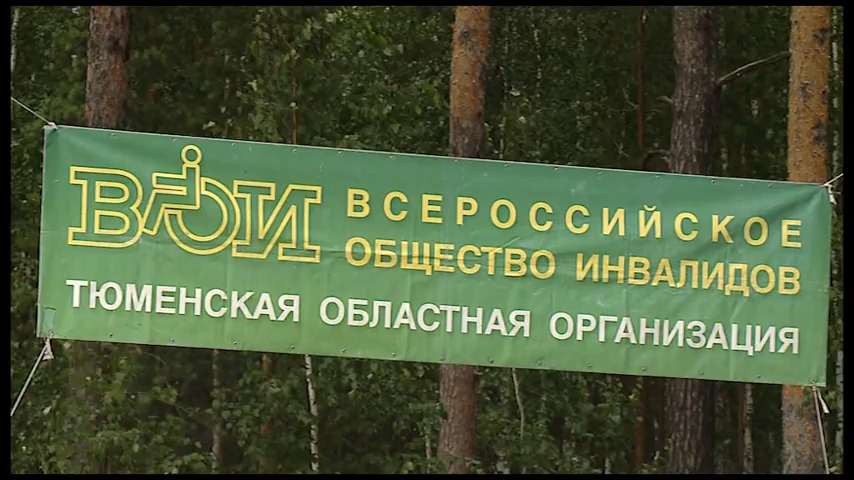 ВОИ
ВСЕРОССИЙСКОЕ
ОБЩЕСТВО ИНВАЛИДОВ
ТЮМЕНСКАЯ ОБЛАСТНАЯ ОРГАНИЗАЦИЯ